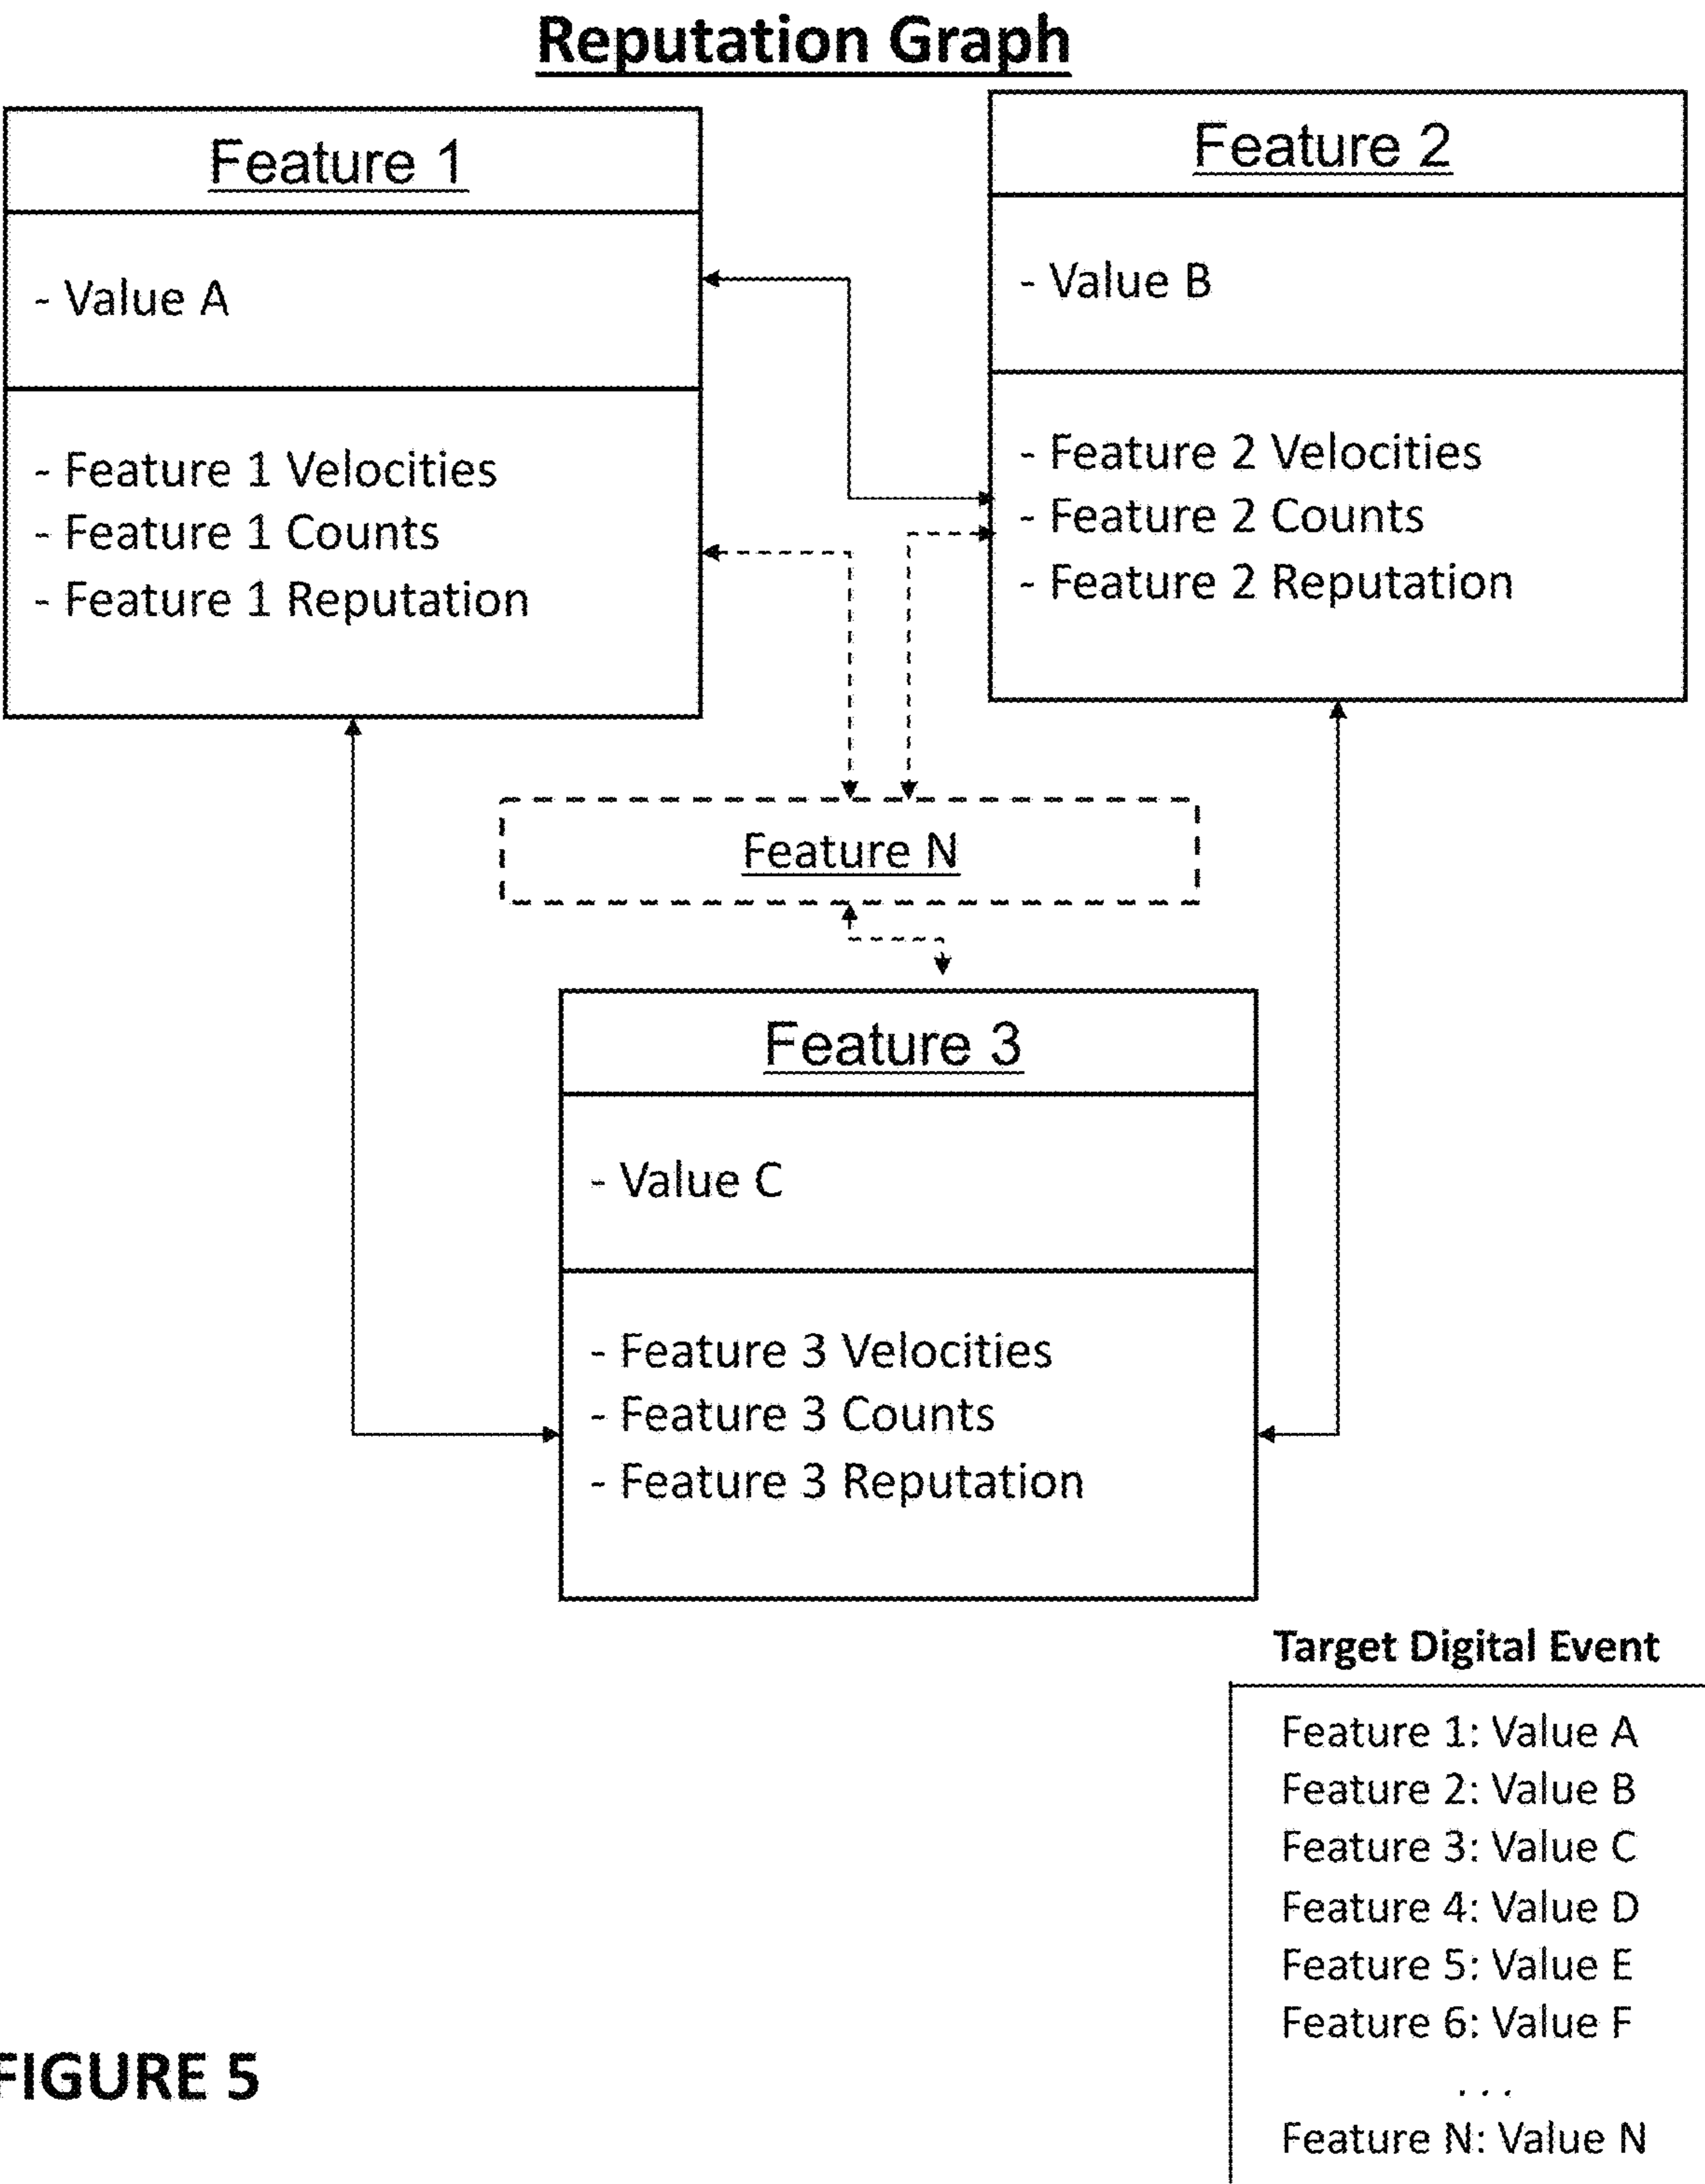 Reputation Graph
Feature 1
- Value A
- Feature 1 Velocities
- Feature 1 Counts
- Feature 1 Reputation
Feature 2
- Value B
- Feature 2 Velocities
- Feature 2 Counts
- Feature 2 Reputation
Feature N
Feature 3
- Value C
- Feature 3 Velocities
- Feature 3 Counts
- Feature 3 Reputation
Target Digital Event
Feature 1: Value A
Feature 2: Value B
Feature 3: Value C
Feature 4: Value D
Feature 5: Value E
Feature 6: Value F
. . .
Feature N: Value N
FIGURE 5